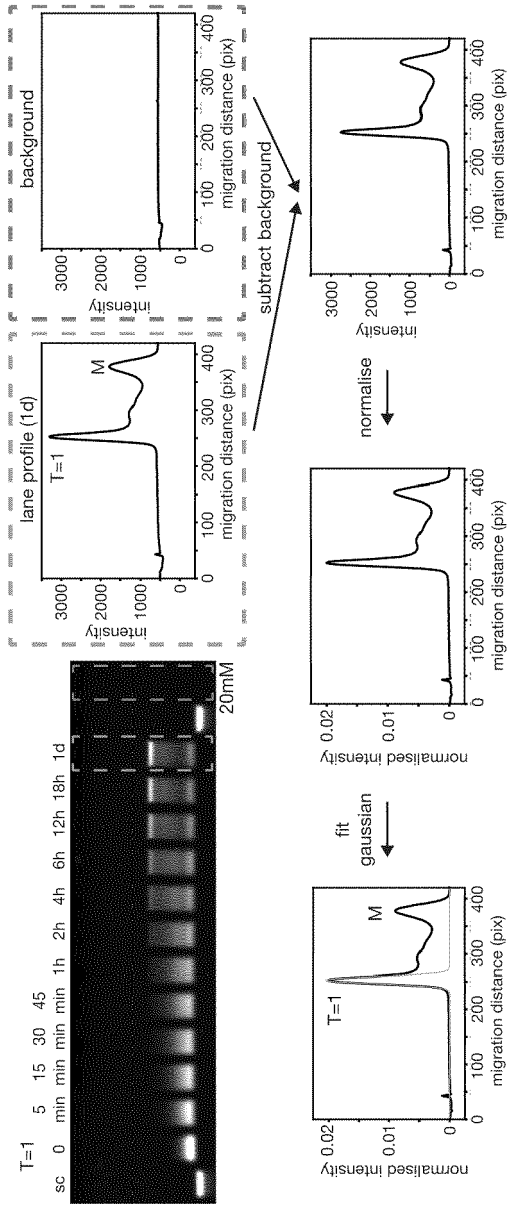 T=1
sc 0 5 min 15 min 30 min 45 min 1h 2h 4h 6h 12h 18h 1d
20mM
lane profile (1d)
T=1
M
intensity
3000
2000
1000
0
0 100 200 300 400
migration distance (pix)
background
intensity
3000
2000
1000
0
0 100 200 300 400
migration distance (pix)
subtract background
intensity
3000
2000
1000
0
0 100 200 300 400
migration distance (pix)
normalise
normalised intensity
0.02
0.01
0
0 100 200 300 400
migration distance (pix)
fit
gaussian
T=1
M
normalised intensity
0.02
0.01
0
0 100 200 300 400
migration distance (pix)